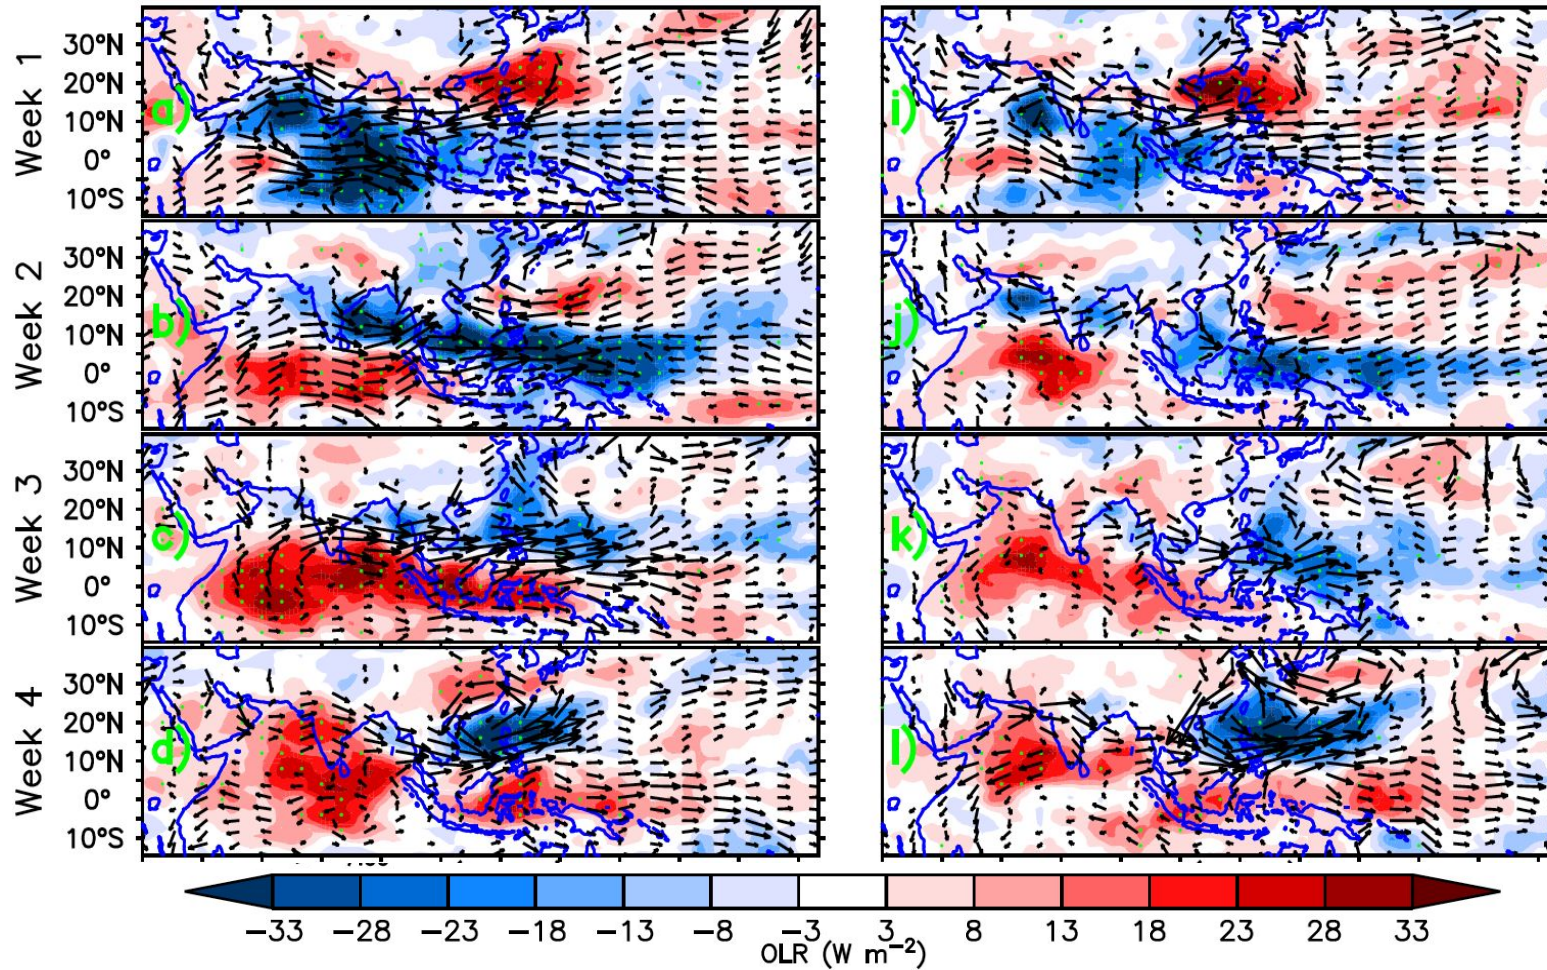 Week 1
30°N
20°N
10°N
0°
10°S
a)
i)
Week 2
30°N
20°N
10°N
0°
10°S
b)
j)
Week 3
30°N
20°N
10°N
0°
10°S
c)
k)
Week 4
30°N
20°N
10°N
0°
10°S
d)
l)
−33 −28 −23 −18 −13 −8 −3 3 8 13 18 23 28 33
OLR (W m⁻²)